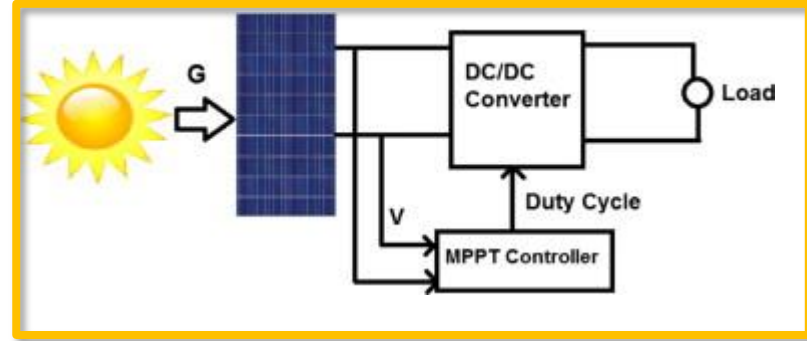 G
DC/DC
Converter
Load
Duty Cycle
V
MPPT Controller